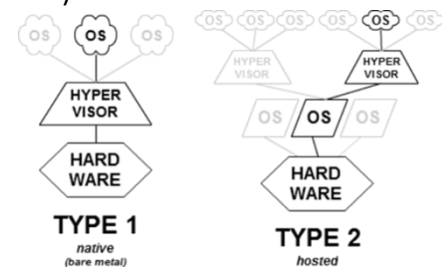 OS OS OS
HYPER
VISOR
HARD
WARE
TYPE 1
native
(bare metal)
OS OS OS OS OS OS
HYPER
VISOR
HYPER
VISOR
OS OS OS
HARD
WARE
TYPE 2
hosted